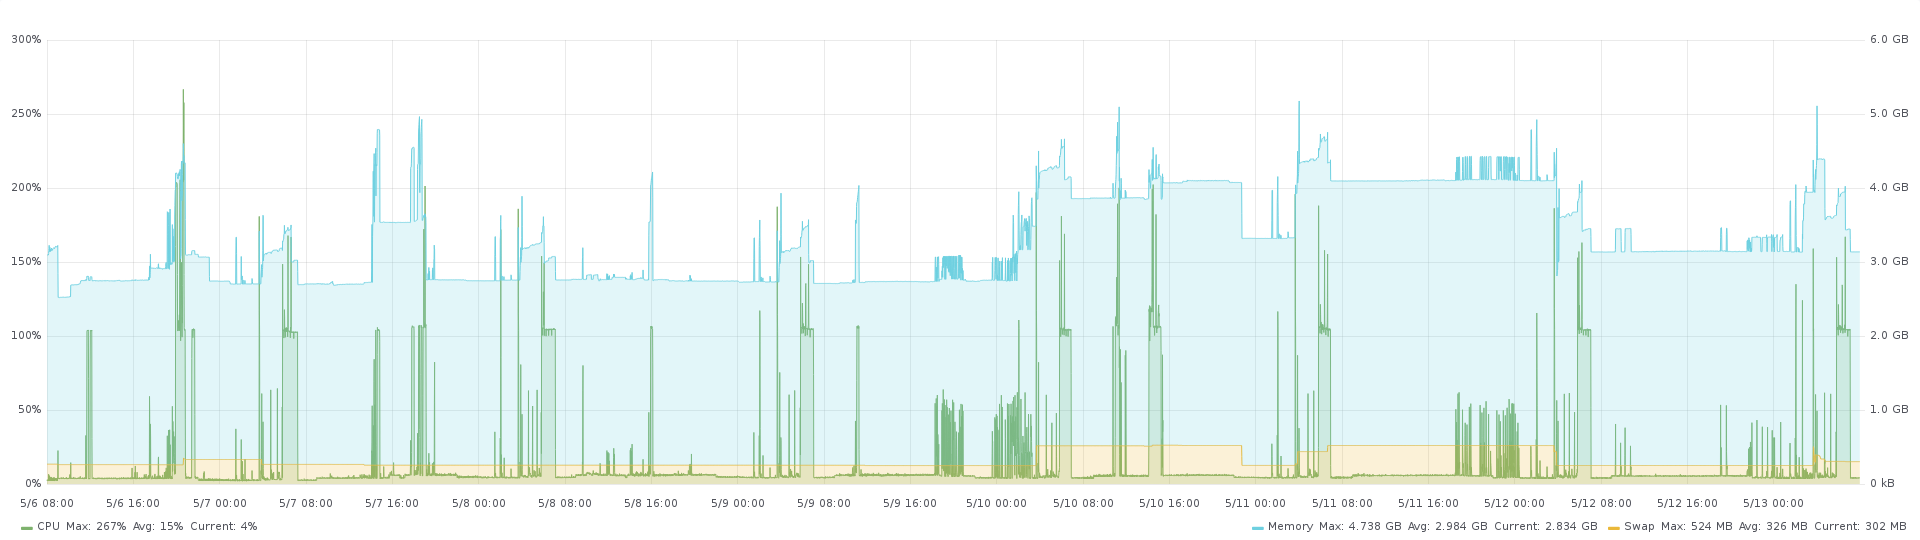 300%
6.0 GB
250%
5.0 GB
200%
4.0 GB
150%
3.0 GB
100%
2.0 GB
50%
1.0 GB
0%
0 kB
5/6 08:00 5/6 16:00 5/7 00:00 5/7 08:00 5/7 16:00 5/8 00:00 5/8 08:00 5/8 16:00 5/9 00:00 5/9 08:00 5/9 16:00 5/10 00:00 5/10 08:00 5/10 16:00 5/11 00:00 5/11 08:00 5/11 16:00 5/12 00:00 5/12 08:00 5/12 16:00 5/13 00:00
CPU Max: 267% Avg: 15% Current: 4%
Memory Max: 4.738 GB Avg: 2.984 GB Current: 2.834 GB
Swap Max: 524 MB Avg: 326 MB Current: 302 MB